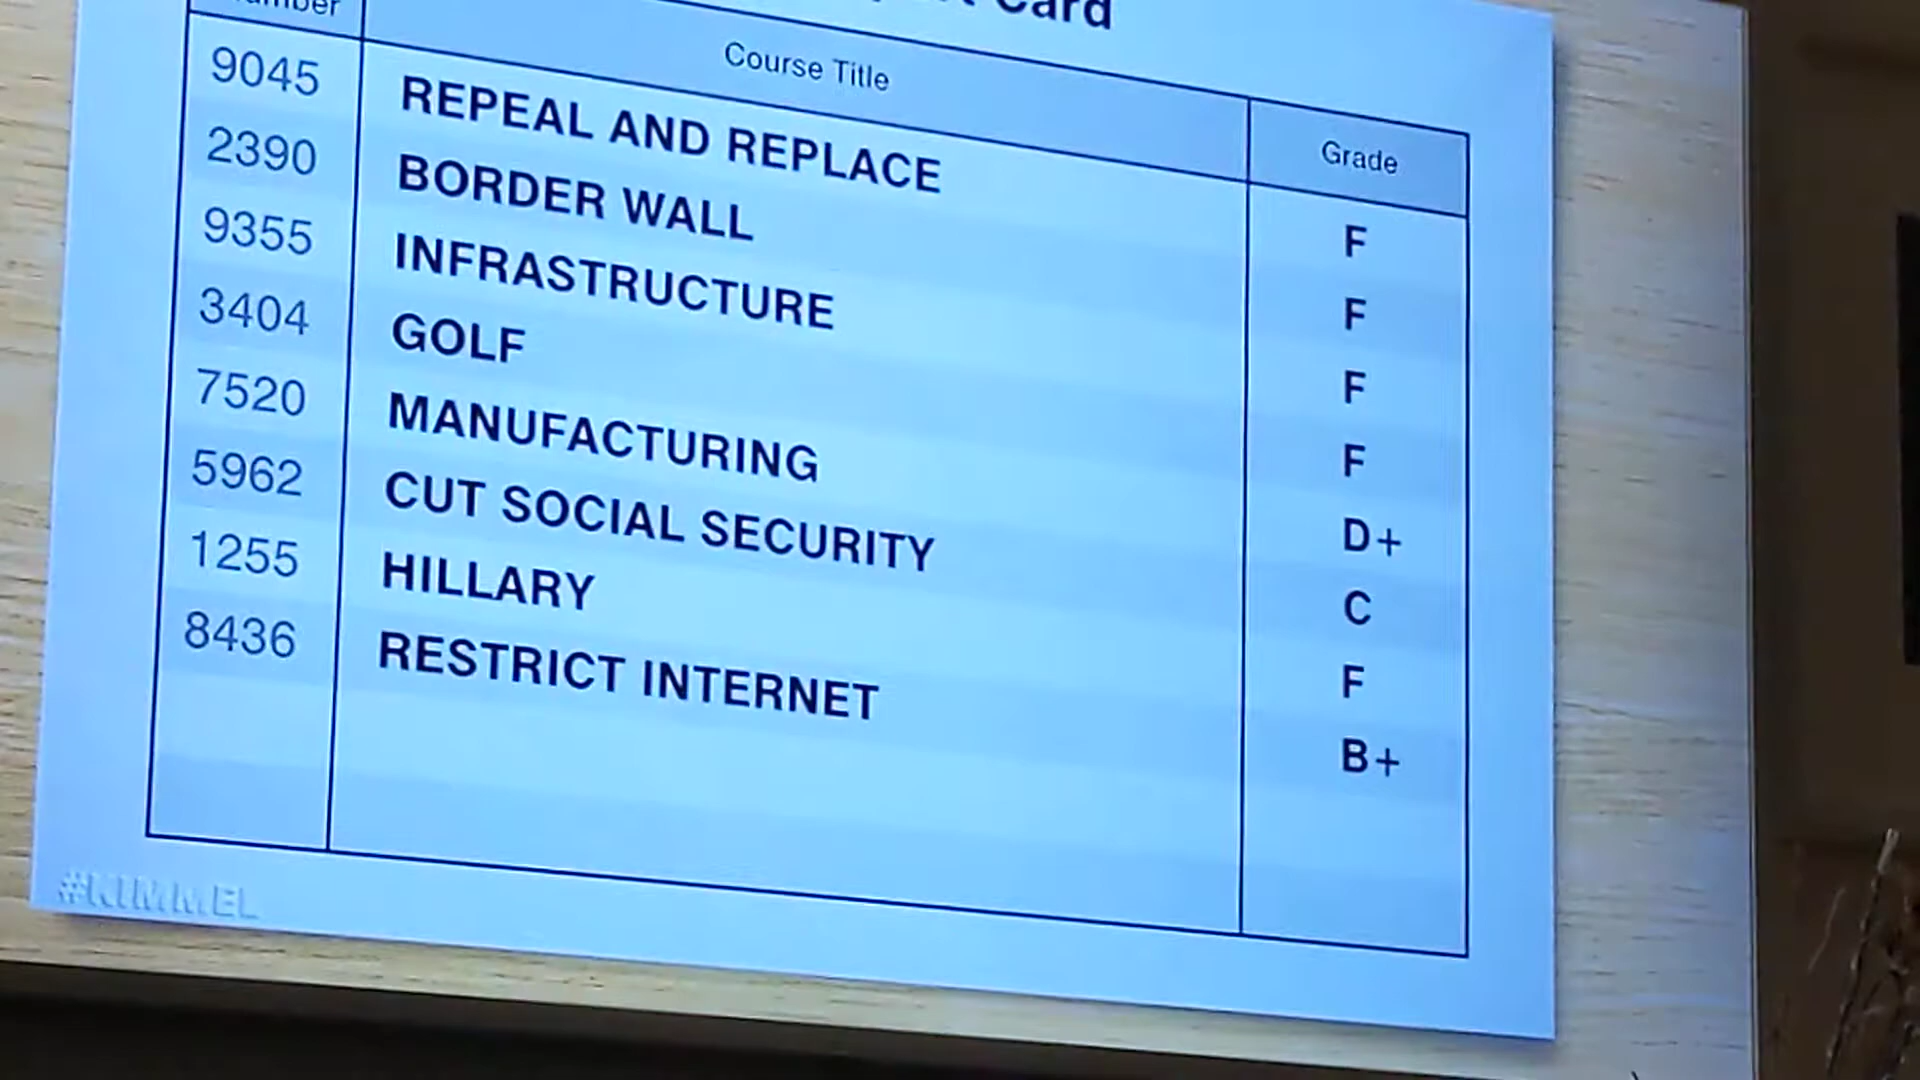 Card
Course Title
Grade
9045 REPEAL AND REPLACE F
2390 BORDER WALL F
9355 INFRASTRUCTURE F
3404 GOLF F
7520 MANUFACTURING D+
5962 CUT SOCIAL SECURITY C
1255 HILLARY F
8436 RESTRICT INTERNET B+
#KIMMEL